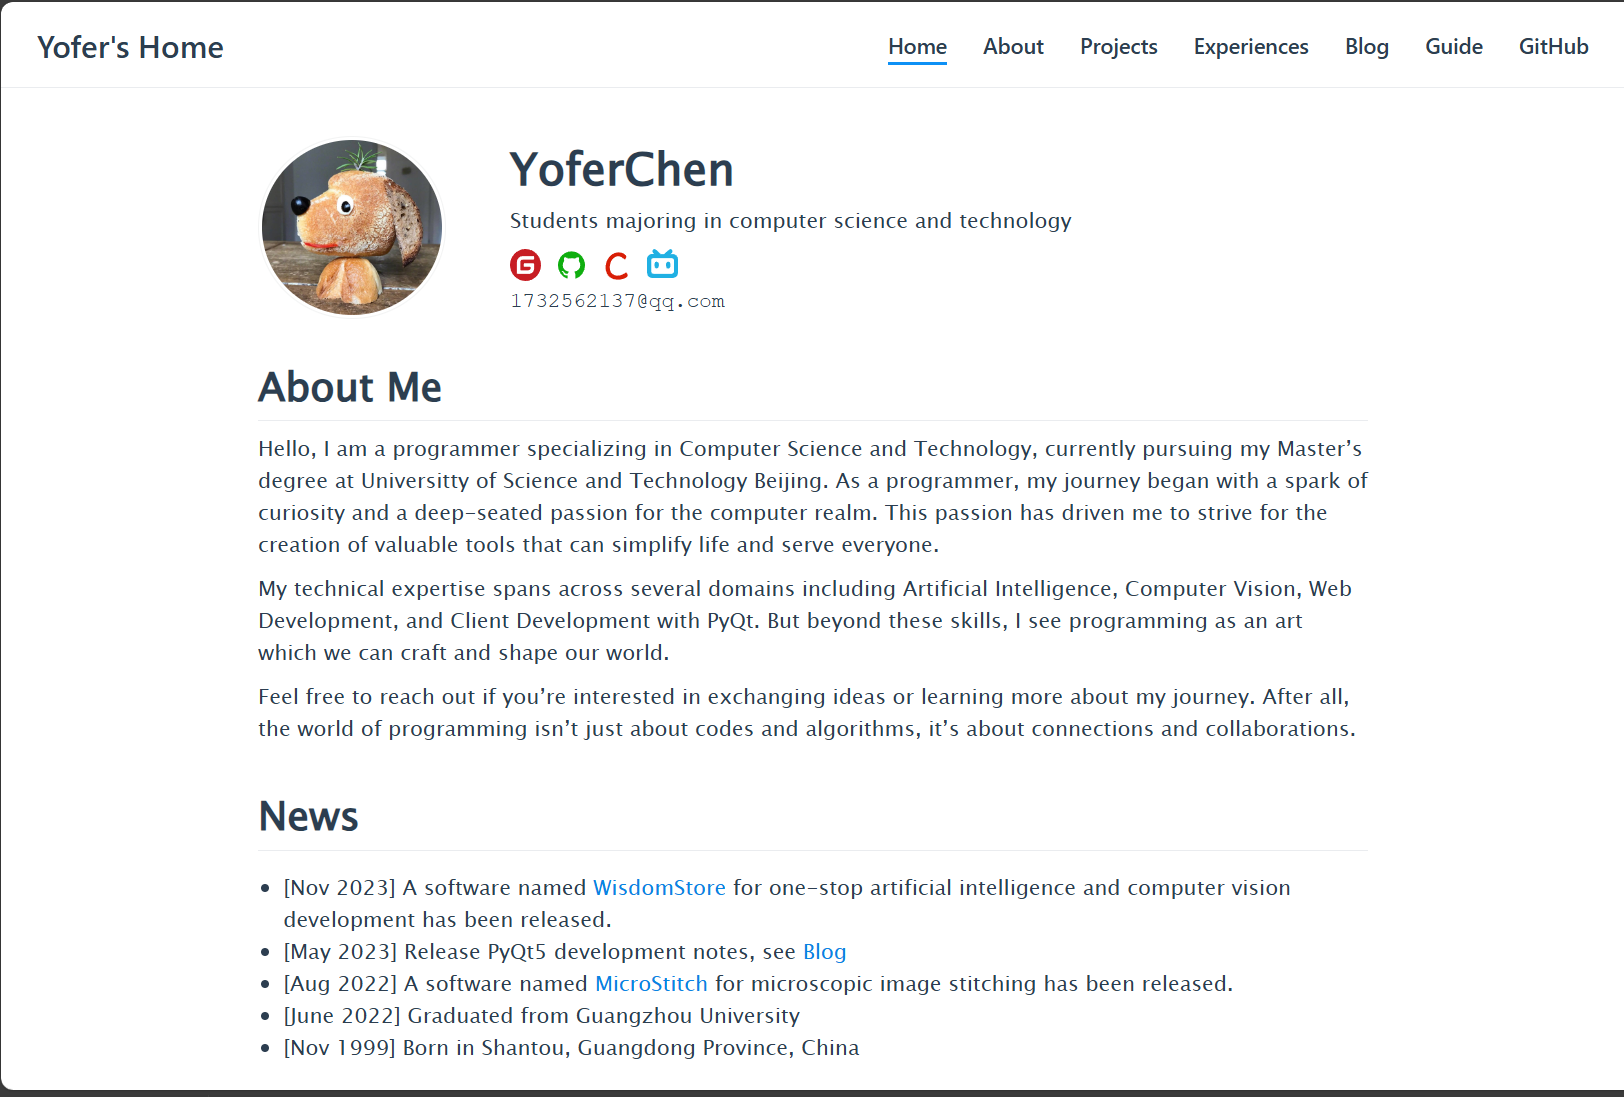 Yofer's Home
Home About Projects Experiences Blog Guide GitHub
YoferChen
Students majoring in computer science and technology
1732562137@qq.com
About Me
Hello, I am a programmer specializing in Computer Science and Technology, currently pursuing my Master’s
degree at Universitty of Science and Technology Beijing. As a programmer, my journey began with a spark of
curiosity and a deep-seated passion for the computer realm. This passion has driven me to strive for the
creation of valuable tools that can simplify life and serve everyone.
My technical expertise spans across several domains including Artificial Intelligence, Computer Vision, Web
Development, and Client Development with PyQt. But beyond these skills, I see programming as an art
which we can craft and shape our world.
Feel free to reach out if you’re interested in exchanging ideas or learning more about my journey. After all,
the world of programming isn’t just about codes and algorithms, it’s about connections and collaborations.
News
[Nov 2023] A software named WisdomStore for one-stop artificial intelligence and computer vision
development has been released.
[May 2023] Release PyQt5 development notes, see Blog
[Aug 2022] A software named MicroStitch for microscopic image stitching has been released.
[June 2022] Graduated from Guangzhou University
[Nov 1999] Born in Shantou, Guangdong Province, China